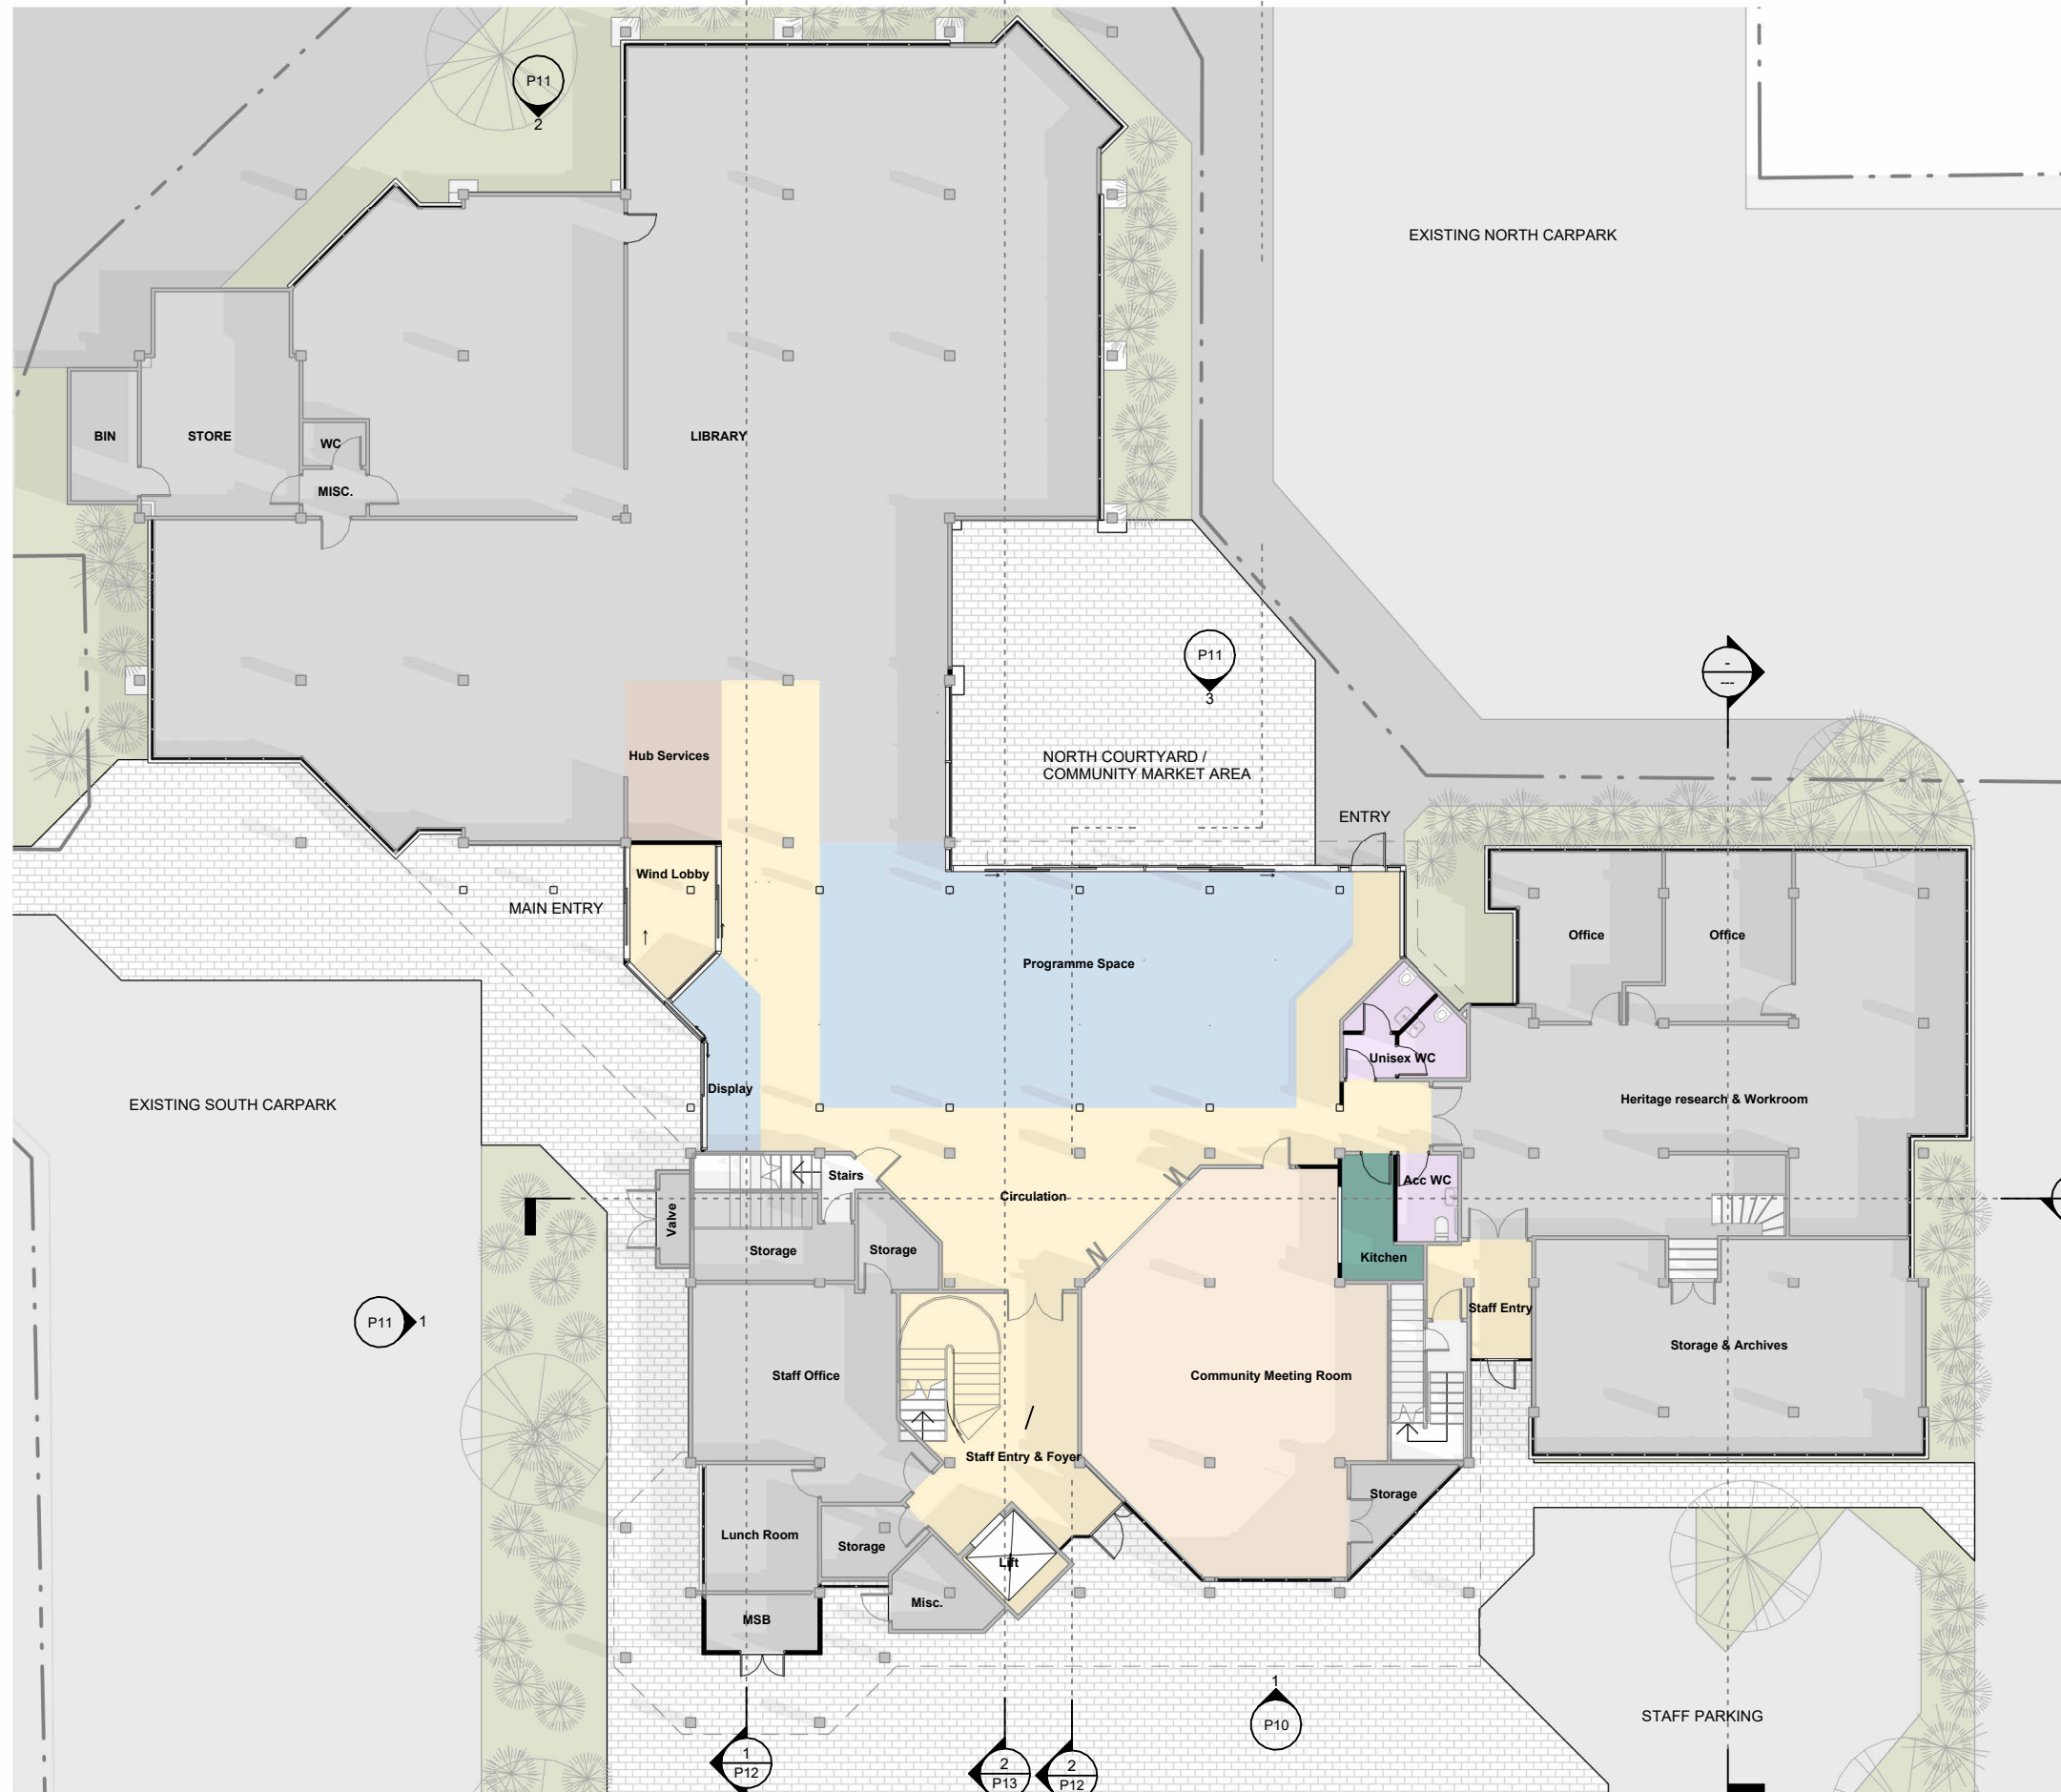 P11
2
EXISTING NORTH CARPARK
BIN
STORE
WC
LIBRARY
MISC.
P11
3
-
---
Hub Services
NORTH COURTYARD /
COMMUNITY MARKET AREA
ENTRY
Wind Lobby
MAIN ENTRY
Office
Office
Programme Space
Unisex WC
Display
EXISTING SOUTH CARPARK
Heritage research & Workroom
Stairs
Acc WC
Circulation
Valve
Storage
Storage
Kitchen
Staff Entry
P11
1
Storage & Archives
Staff Office
Community Meeting Room
Staff Entry & Foyer
Storage
Lunch Room
Storage
Lift
Misc.
MSB
1
P10
STAFF PARKING
1
P12
2
P13
2
P12